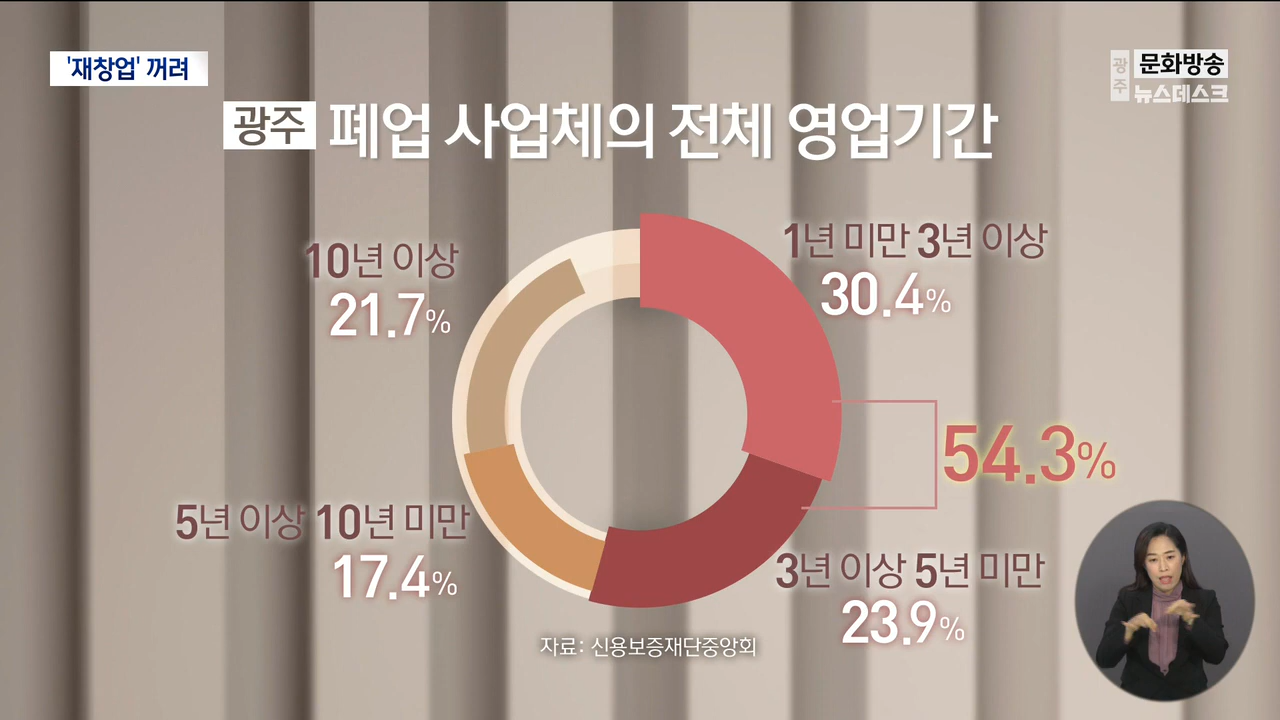 '재창업' 꺼려
광주 문화방송
뉴스데스크
광주 폐업 사업체의 전체 영업기간
10년 이상
21.7%
1년 미만 3년 이상
30.4%
54.3%
5년 이상 10년 미만
17.4%
3년 이상 5년 미만
23.9%
자료: 신용보증재단중앙회